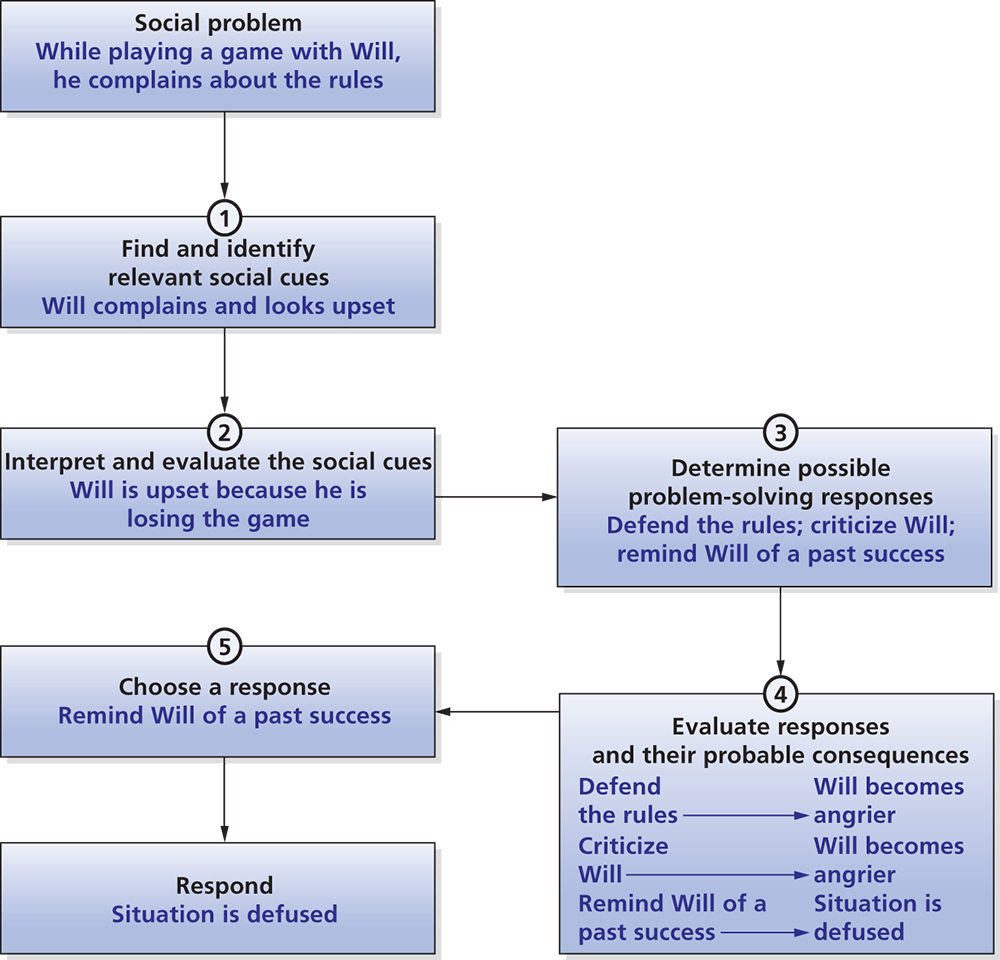 Social problem
While playing a game with Will,
he complains about the rules
1
Find and identify
relevant social cues
Will complains and looks upset
2
Interpret and evaluate the social cues
Will is upset because he is
losing the game
3
Determine possible
problem-solving responses
Defend the rules; criticize Will;
remind Will of a past success
4
Evaluate responses
and their probable consequences
Defend
the rules
Will becomes
angrier
Criticize
Will
Will becomes
angrier
Remind Will of a
past success
Situation is
defused
5
Choose a response
Remind Will of a past success
Respond
Situation is defused